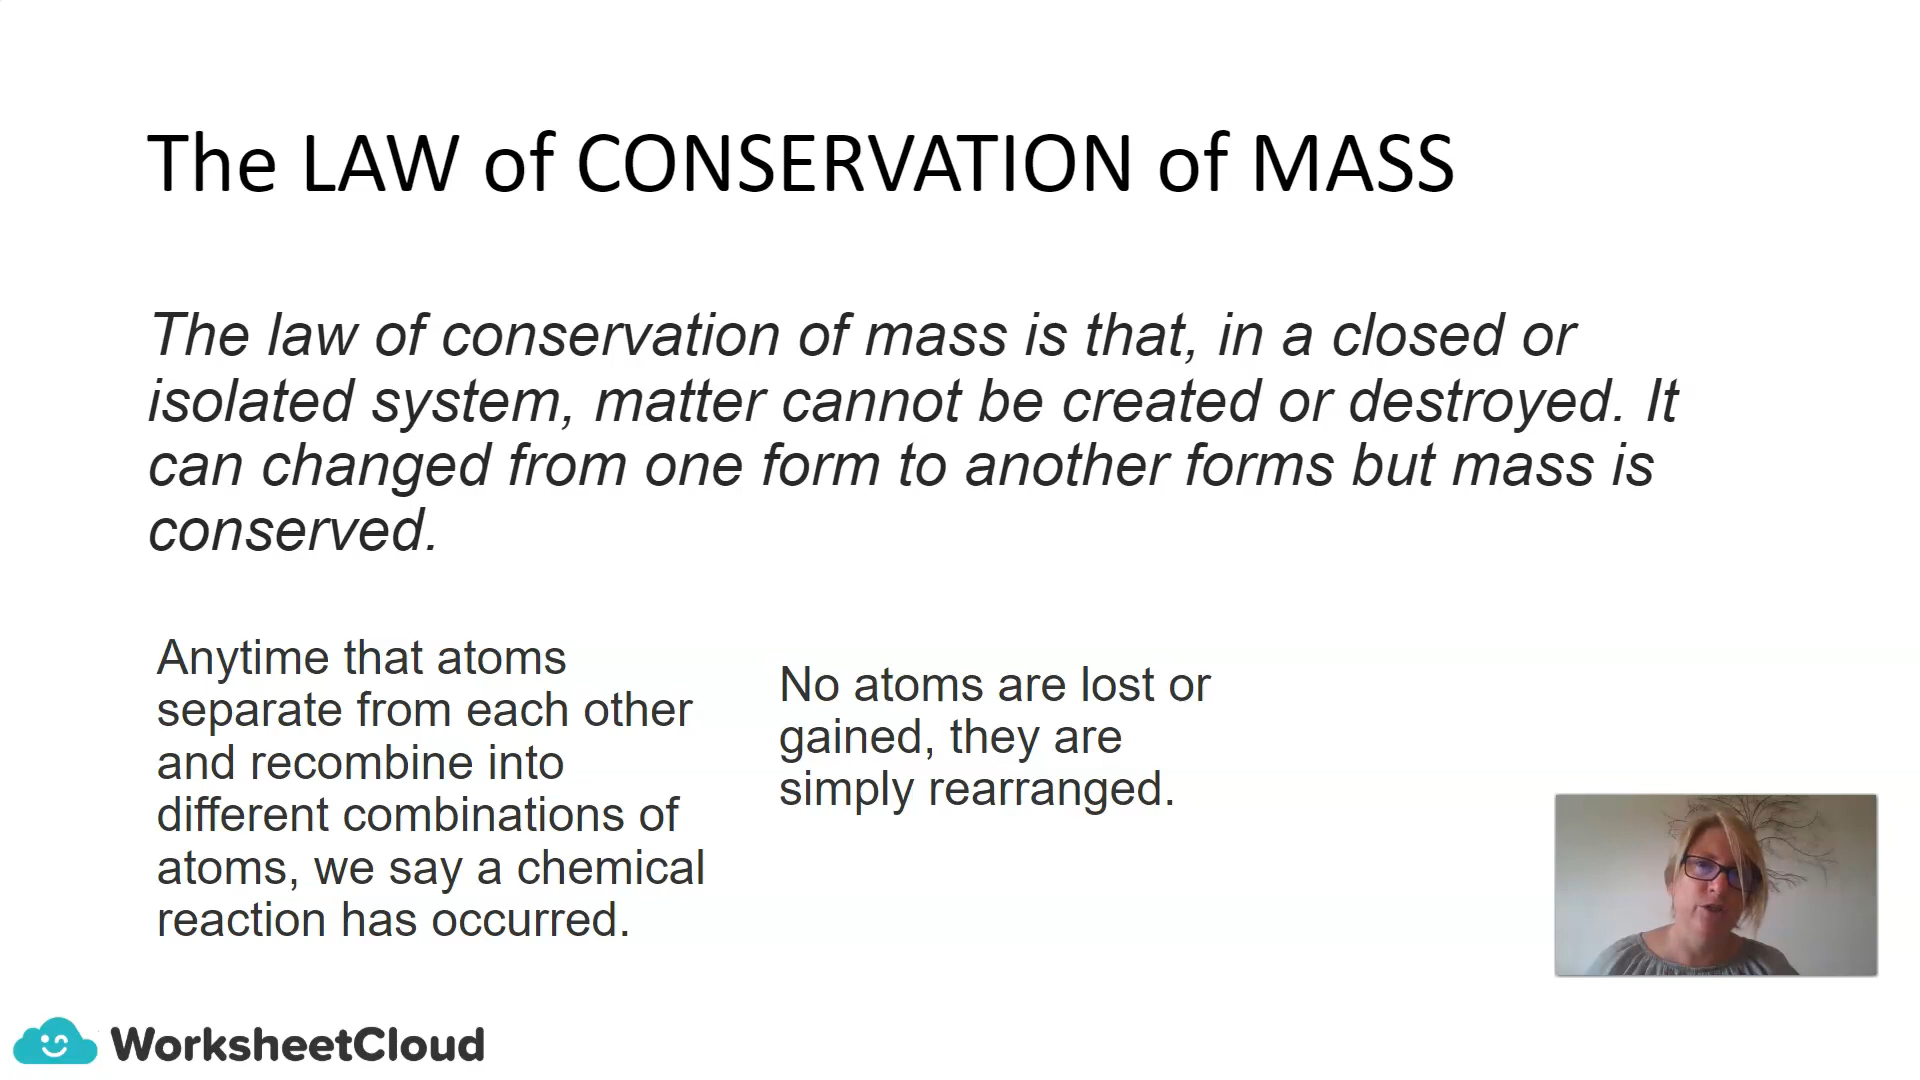 The LAW of CONSERVATION of MASS
The law of conservation of mass is that, in a closed or
isolated system, matter cannot be created or destroyed. It
can changed from one form to another forms but mass is
conserved.
Anytime that atoms
separate from each other
and recombine into
different combinations of
atoms, we say a chemical
reaction has occurred.
No atoms are lost or
gained, they are
simply rearranged.
WorksheetCloud